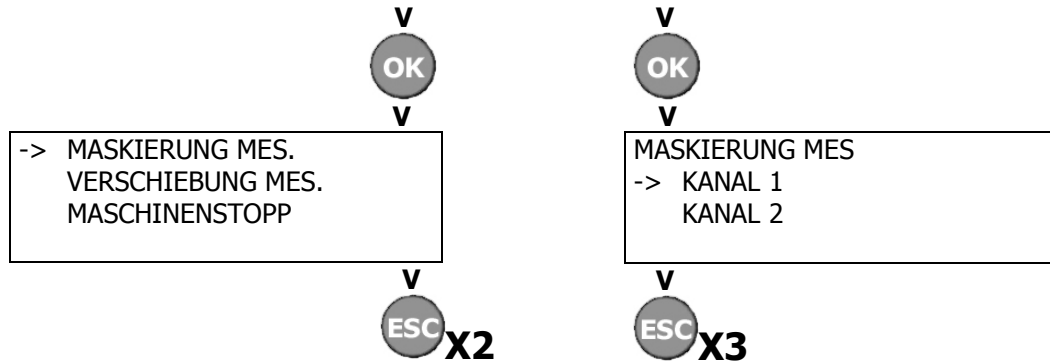 v
OK
v
-> MASKIERUNG MES.
VERSCHIEBUNG MES.
MASCHINENSTOPP
v
ESC X2
v
OK
v
MASKIERUNG MES
-> KANAL 1
KANAL 2
v
ESC X3